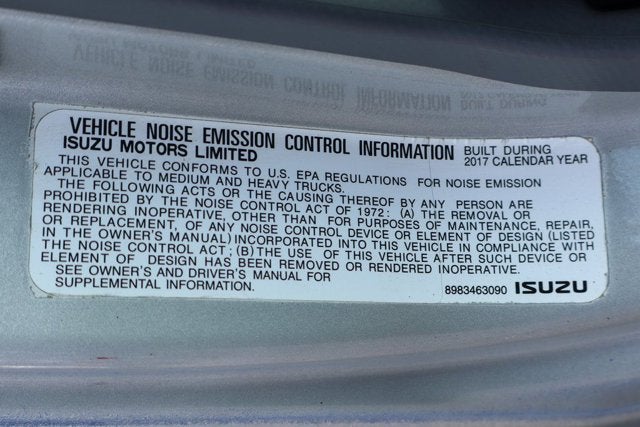 VEHICLE NOISE EMISSION CONTROL INFORMATION BUILT DURING
ISUZU MOTORS LIMITED 2017 CALENDAR YEAR
THIS VEHICLE CONFORMS TO U.S. EPA REGULATIONS FOR NOISE EMISSION
APPLICABLE TO MEDIUM AND HEAVY TRUCKS.
THE FOLLOWING ACTS OR THE CAUSING THEREOF BY ANY PERSON ARE
PROHIBITED BY THE NOISE CONTROL ACT OF 1972: (A) THE REMOVAL OR
RENDERING INOPERATIVE, OTHER THAN FOR PURPOSES OF MAINTENANCE, REPAIR,
OR REPLACEMENT, OF ANY NOISE CONTROL DEVICE OR ELEMENT OF DESIGN (LISTED
IN THE OWNER'S MANUAL) INCORPORATED INTO THIS VEHICLE IN COMPLIANCE WITH
THE NOISE CONTROL ACT; (B) THE USE OF THIS VEHICLE AFTER SUCH DEVICE OR
ELEMENT OF DESIGN HAS BEEN REMOVED OR RENDERED INOPERATIVE.
SEE OWNER'S AND DRIVER'S MANUAL FOR
SUPPLEMENTAL INFORMATION. 8983463090 ISUZU